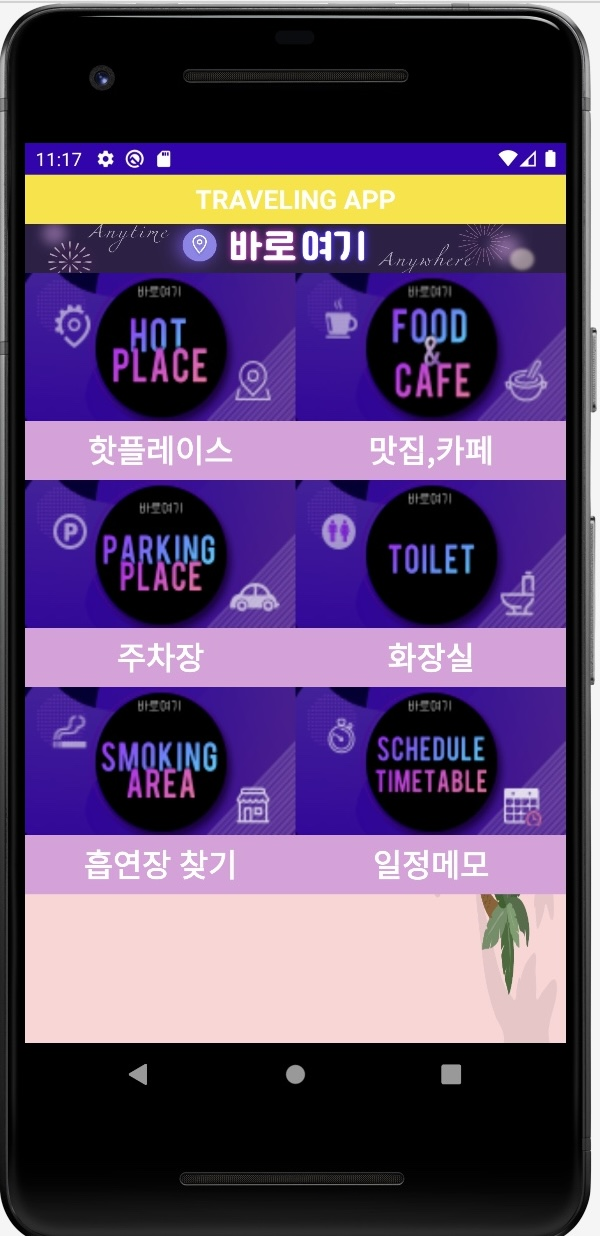 11:17
TRAVELING APP
Anytime
바로여기
Anywhere
바로여기
HOT
PLACE
바로여기
FOOD
&
CAFE
핫플레이스
맛집,카페
바로여기
P
PARKING
PLACE
바로여기
TOILET
주차장
화장실
바로여기
SMOKING
AREA
바로여기
SCHEDULE
TIMETABLE
흡연장 찾기
일정메모